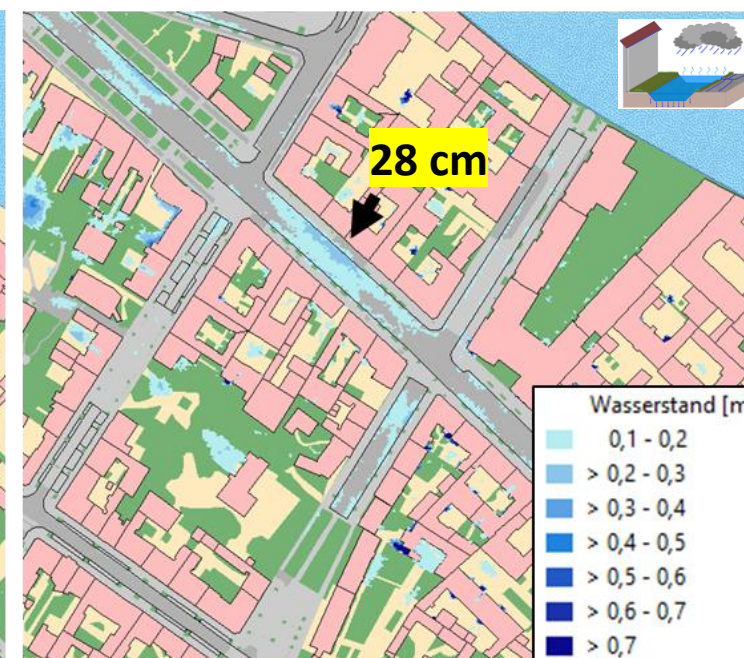 28 cm
Wasserstand [m
0,1 - 0,2
> 0,2 - 0,3
> 0,3 - 0,4
> 0,4 - 0,5
> 0,5 - 0,6
> 0,6 - 0,7
> 0,7